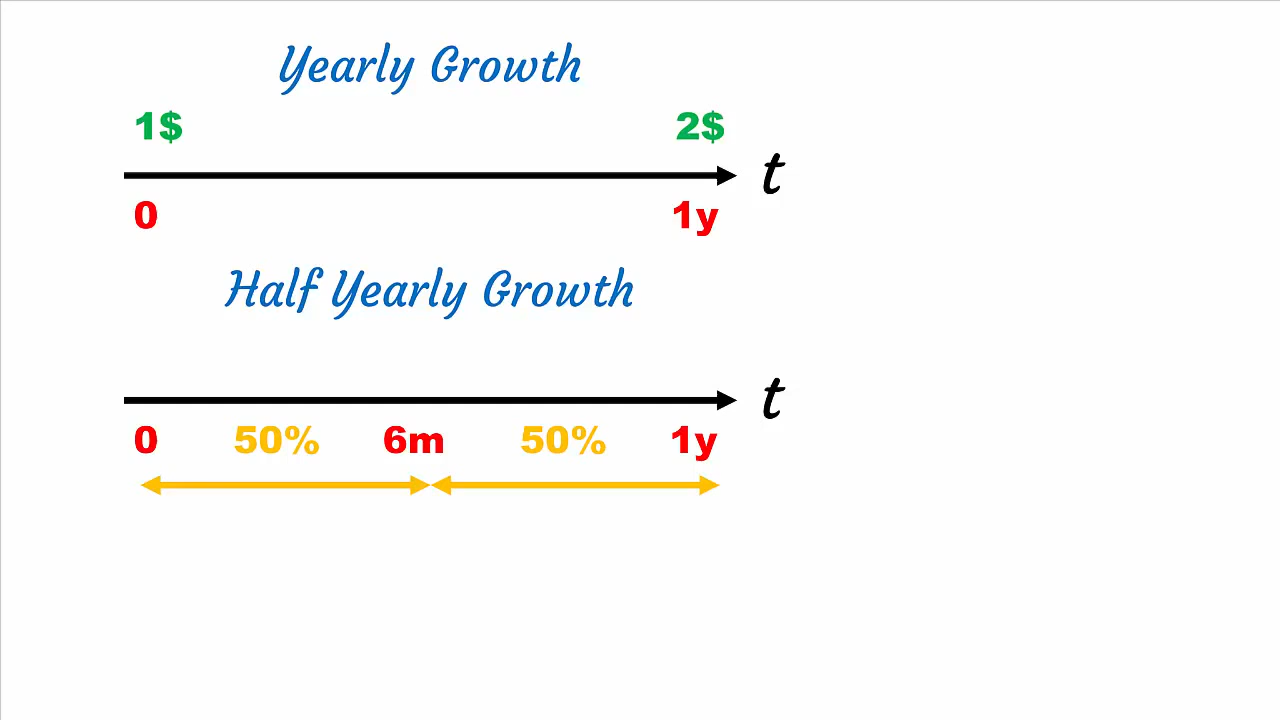 Yearly Growth
1$ 2$
t
0 1y
Half Yearly Growth
t
0 50% 6m 50% 1y